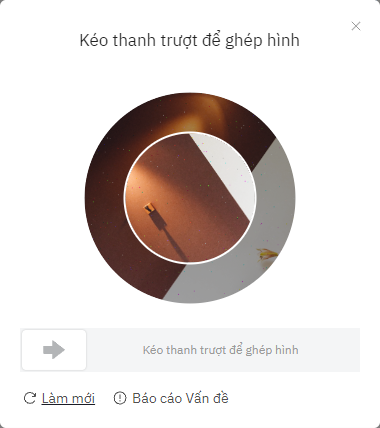 Kéo thanh trượt để ghép hình
Kéo thanh trượt để ghép hình
Làm mới
Báo cáo Vấn đề